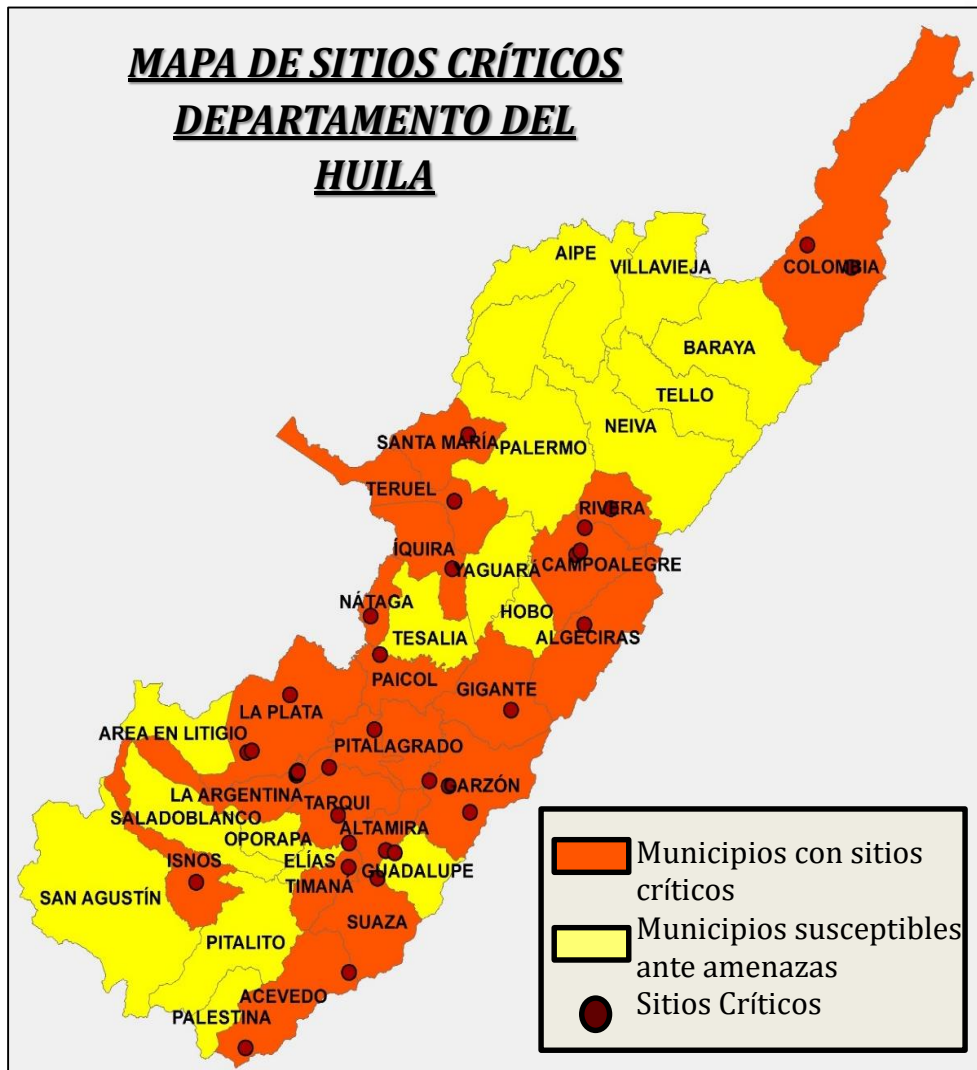 MAPA DE SITIOS CRÍTICOS
DEPARTAMENTO DEL
HUILA
AIPE
VILLAVIEJA
COLOMBIA
BARAYA
TELLO
NEIVA
SANTA MARÍA
PALERMO
TERUEL
RIVERA
ÍQUIRA
YAGUARÁ
CAMPOALEGRE
NÁTAGA
HOBO
TESALIA
ALGECIRAS
PAICOL
GIGANTE
LA PLATA
AREA EN LITIGIO
PITALAGRADO
LA ARGENTINA
GARZÓN
TARQUI
SALADOBLANCO
ALTAMIRA
OPORAPA
ISNOS
ELÍAS
GUADALUPE
TIMANÁ
SAN AGUSTÍN
SUAZA
PITALITO
ACEVEDO
PALESTINA
Municipios con sitios
críticos
Municipios susceptibles
ante amenazas
Sitios Críticos